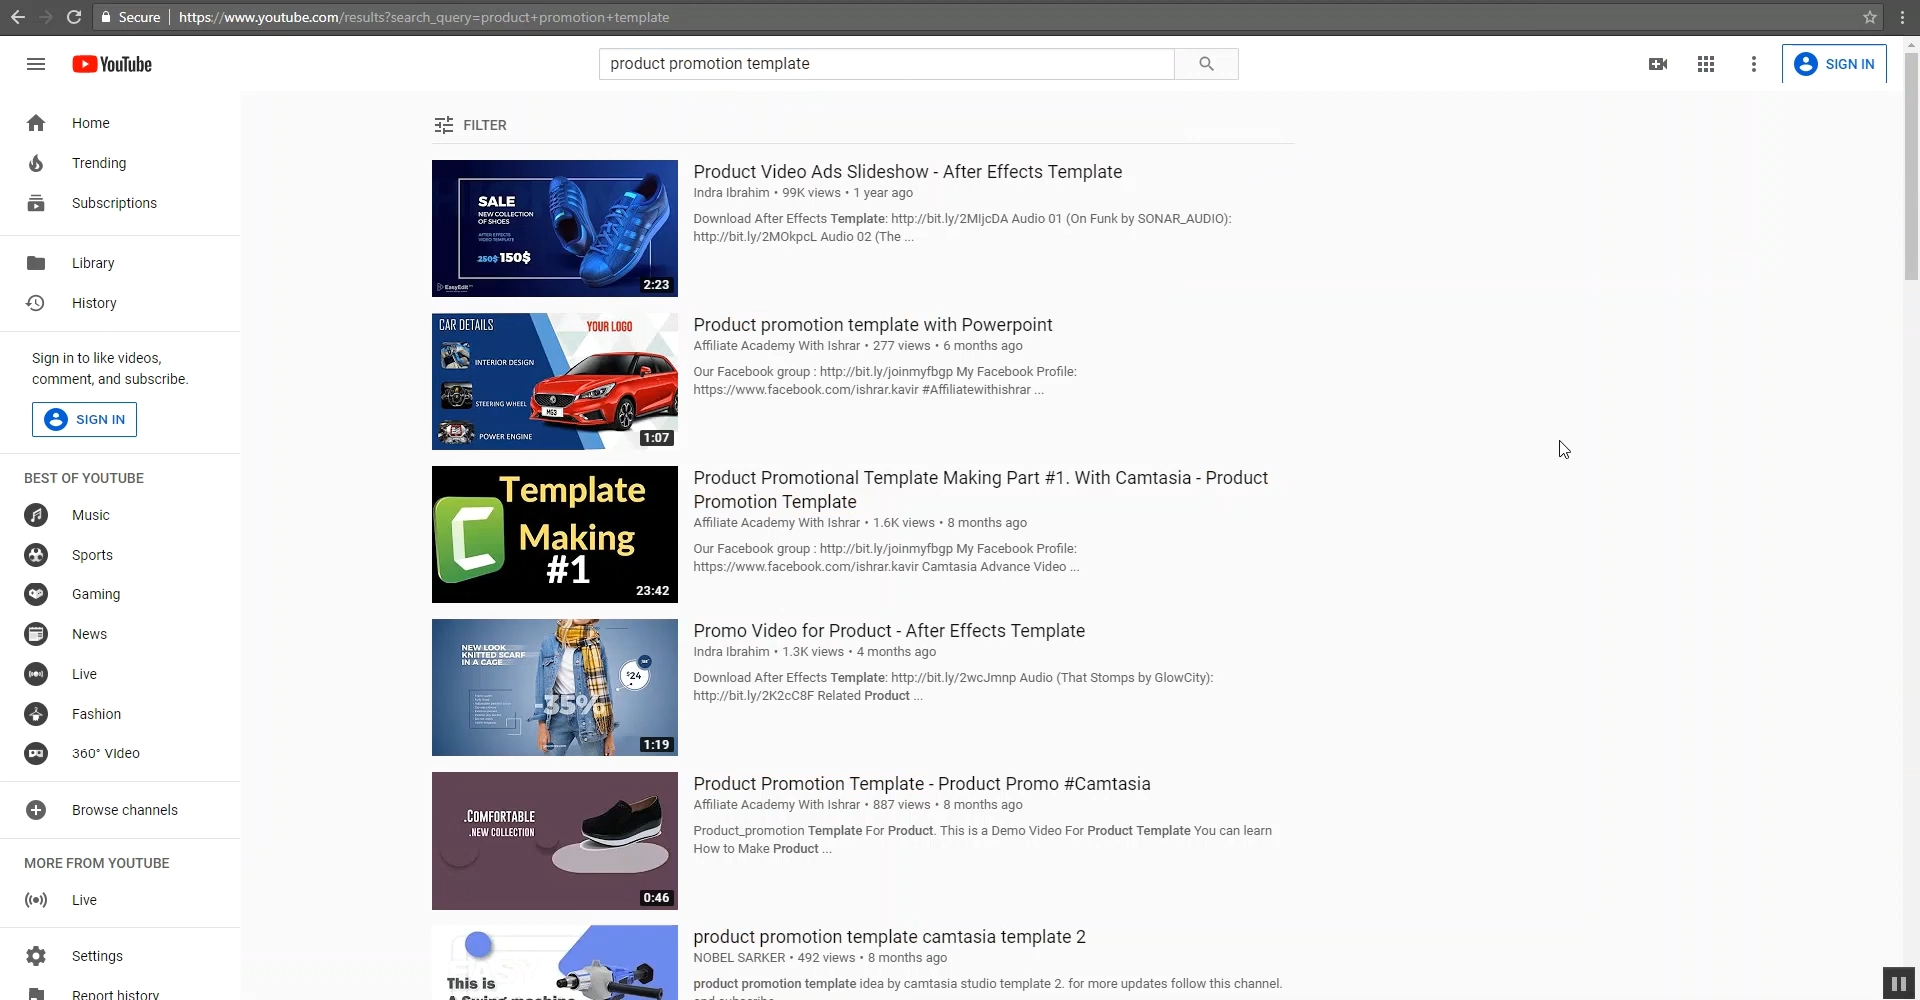 Secure | https://www.youtube.com/results?search_query=product+promotion+template
YouTube
product promotion template
SIGN IN
Home
Trending
Subscriptions
Library
History
Sign in to like videos,
comment, and subscribe.
SIGN IN
BEST OF YOUTUBE
Music
Sports
Gaming
News
Live
Fashion
360° Video
Browse channels
MORE FROM YOUTUBE
Live
Settings
Report history
FILTER
SALE
NEW COLLECTION
OF SHOES
AFTER EFFECTS
VIDEO TEMPLATE
250$ 150$
EasyEdit
2:23
Product Video Ads Slideshow - After Effects Template
Indra Ibrahim • 99K views • 1 year ago
Download After Effects Template: http://bit.ly/2MIjcDA Audio 01 (On Funk by SONAR_AUDIO):
http://bit.ly/2MOkpcL Audio 02 (The ...
CAR DETAILS
YOUR LOGO
INTERIOR DESIGN
STEERING WHEEL
MG3
POWER ENGINE
1:07
Product promotion template with Powerpoint
Affiliate Academy With Ishrar • 277 views • 6 months ago
Our Facebook group : http://bit.ly/joinmyfbgp My Facebook Profile:
https://www.facebook.com/ishrar.kavir #Affiliatewithishrar ...
Template
Making
#1
23:42
Product Promotional Template Making Part #1. With Camtasia - Product
Promotion Template
Affiliate Academy With Ishrar • 1.6K views • 8 months ago
Our Facebook group : http://bit.ly/joinmyfbgp My Facebook Profile:
https://www.facebook.com/ishrar.kavir Camtasia Advance Video ...
NEW LOOK
KNITTED SCARF
IN A CAGE
$24
-35%
1:19
Promo Video for Product - After Effects Template
Indra Ibrahim • 1.3K views • 4 months ago
Download After Effects Template: http://bit.ly/2wcJmnp Audio (That Stomps by GlowCity):
http://bit.ly/2K2cC8F Related Product ...
.COMFORTABLE
.NEW COLLECTION
0:46
Product Promotion Template - Product Promo #Camtasia
Affiliate Academy With Ishrar • 887 views • 8 months ago
Product_promotion Template For Product. This is a Demo Video For Product Template You can learn
How to Make Product ...
This is
product promotion template camtasia template 2
NOBEL SARKER • 492 views • 8 months ago
product promotion template idea by camtasia studio template 2. for more updates follow this channel.